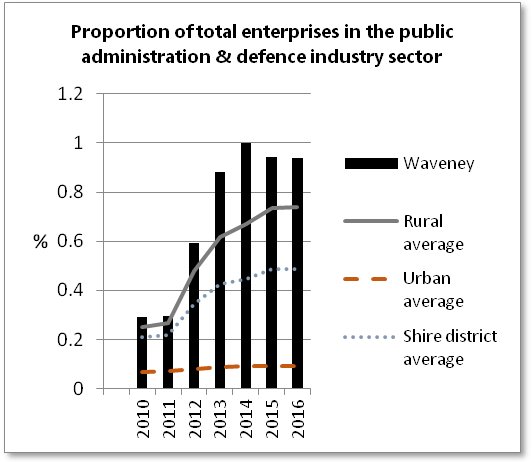 Proportion of total enterprises in the public
administration & defence industry sector
1.2
1
0.8
0.6
0.4
0.2
0
%
2010
2011
2012
2013
2014
2015
2016
Waveney
Rural
average
Urban
average
Shire district
average